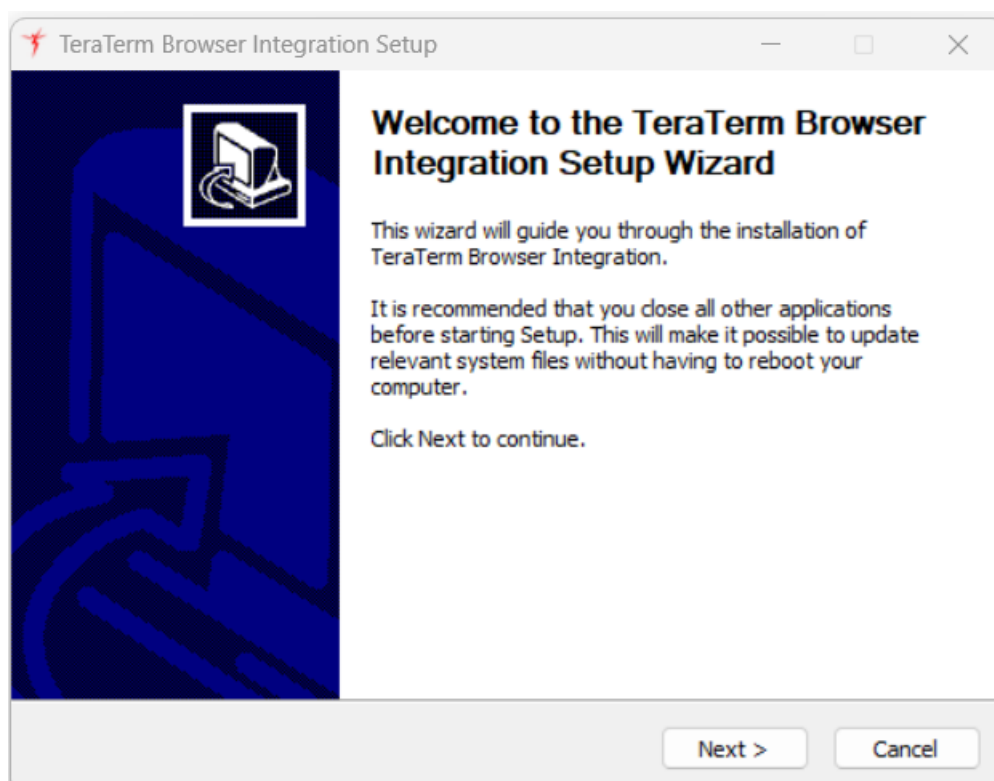 TeraTerm Browser Integration Setup
Welcome to the TeraTerm Browser
Integration Setup Wizard
This wizard will guide you through the installation of
TeraTerm Browser Integration.
It is recommended that you close all other applications
before starting Setup. This will make it possible to update
relevant system files without having to reboot your
computer.
Click Next to continue.
Next >
Cancel